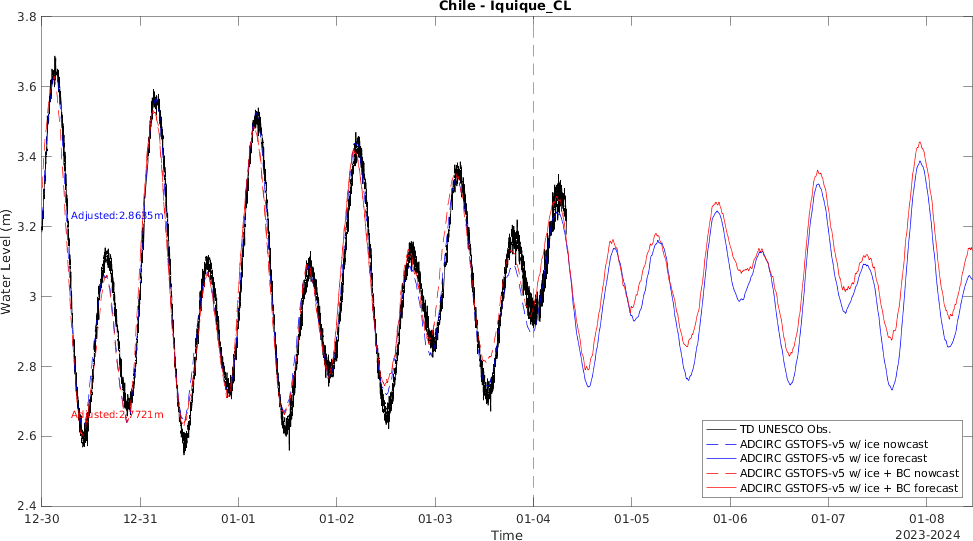 Chile - Iquique_CL
Water Level (m)
3.8
3.6
3.4
3.2
3
2.8
2.6
2.4
Adjusted:2.8635m
Adjusted:2.7721m
TD UNESCO Obs.
ADCIRC GSTOFS-v5 w/ ice nowcast
ADCIRC GSTOFS-v5 w/ ice forecast
ADCIRC GSTOFS-v5 w/ ice + BC nowcast
ADCIRC GSTOFS-v5 w/ ice + BC forecast
12-30 12-31 01-01 01-02 01-03 01-04 01-05 01-06 01-07 01-08
Time
2023-2024